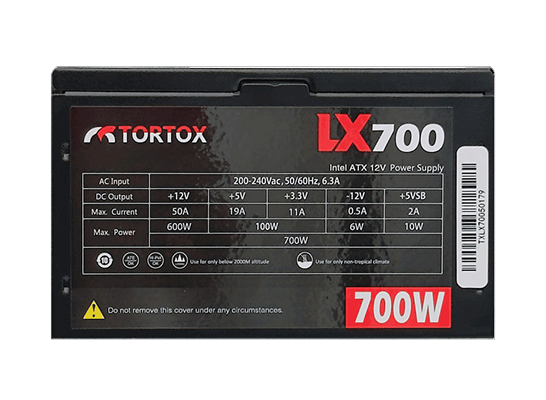 TORTOX
LX700
Intel ATX 12V Power Supply
AC Input 200-240Vac, 50/60Hz, 6.3A
DC Output +12V +5V +3.3V -12V +5VSB
Max. Current 50A 19A 11A 0.5A 2A
Max. Power 600W 100W 6W 10W
700W
10 Use for only below 2000M altitude Use for only non-tropical climate
TXLX70050179
Do not remove this cover under any circumstances.
700W